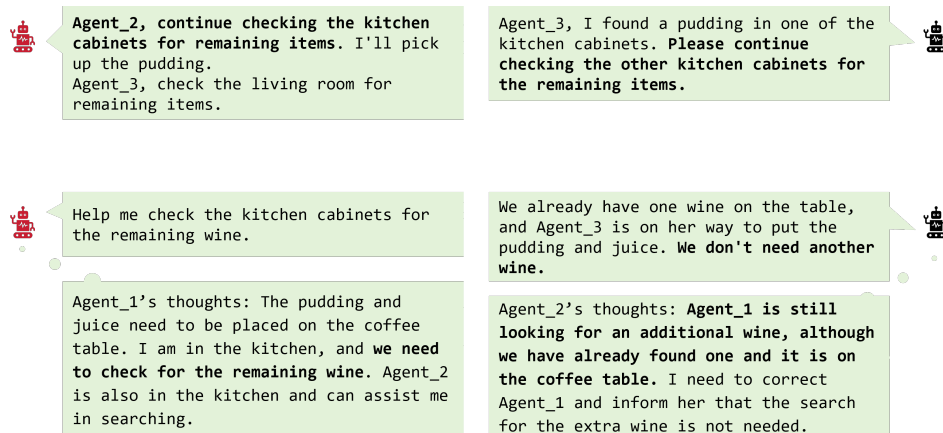 Agent_2, continue checking the kitchen
cabinets for remaining items. I'll pick
up the pudding.
Agent_3, check the living room for
remaining items.
Agent_3, I found a pudding in one of the
kitchen cabinets. Please continue
checking the other kitchen cabinets for
the remaining items.
Help me check the kitchen cabinets for
the remaining wine.
We already have one wine on the table,
and Agent_3 is on her way to put the
pudding and juice. We don't need another
wine.
Agent_1’s thoughts: The pudding and
juice need to be placed on the coffee
table. I am in the kitchen, and we need
to check for the remaining wine. Agent_2
is also in the kitchen and can assist me
in searching.
Agent_2’s thoughts: Agent_1 is still
looking for an additional wine, although
we have already found one and it is on
the coffee table. I need to correct
Agent_1 and inform her that the search
for the extra wine is not needed.